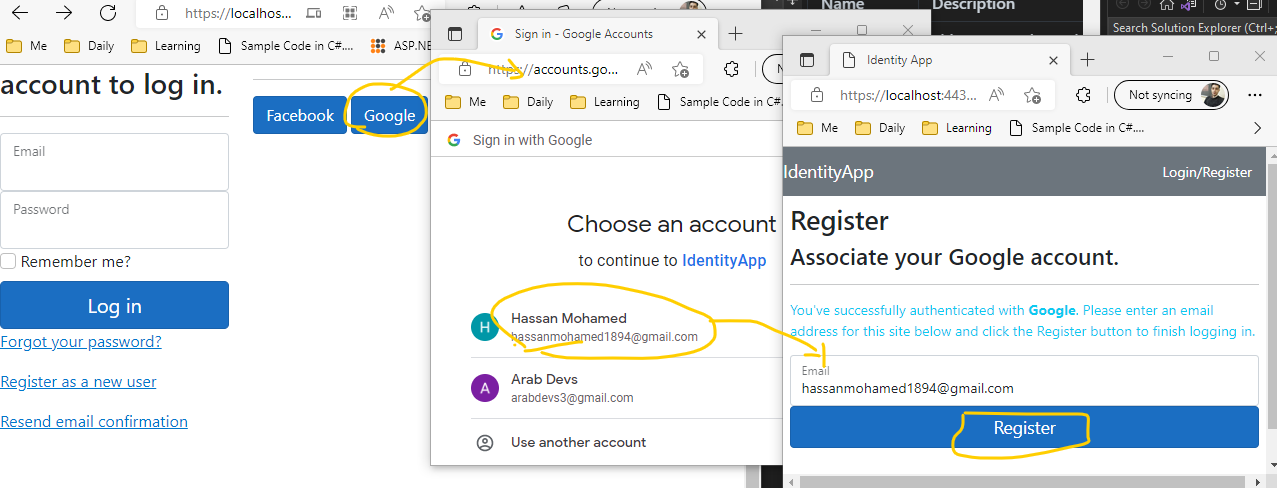 https://localhos...
Me
Daily
Learning
Sample Code in C#....
ASP.NE
account to log in.
Email
Password
Remember me?
Log in
Forgot your password?
Register as a new user
Resend email confirmation
Facebook
Google
Sign in - Google Accounts
https://accounts.go...
Me
Daily
Learning
Sample Code in C#
Sign in with Google
Choose an account
to continue to IdentityApp
H
Hassan Mohamed
hassanmohamed1894@gmail.com
A
Arab Devs
arabdevs3@gmail.com
Use another account
Name
Description
Search Solution Explorer (Ctrl+;
Identity App
https://localhost:443...
Not syncing
Me
Daily
Learning
Sample Code in C#....
IdentityApp
Login/Register
Register
Associate your Google account.
You've successfully authenticated with Google. Please enter an email
address for this site below and click the Register button to finish logging in.
Email
hassanmohamed1894@gmail.com
Register